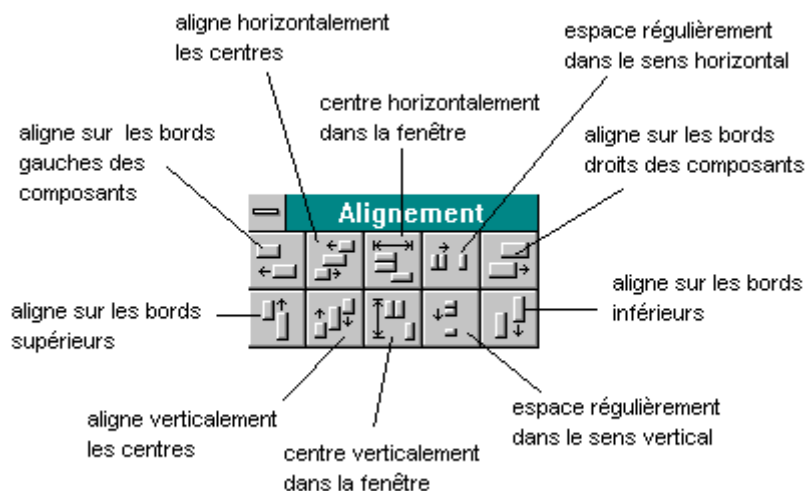 aligne horizontalement
les centres
espace régulièrement
dans le sens horizontal
centre horizontalement
dans la fenêtre
aligne sur les bords
gauches des
composants
aligne sur les bords
droits des composants
Alignement
aligne sur les bords
supérieurs
aligne sur les bords
inférieurs
aligne verticalement
les centres
centre verticalement
dans la fenêtre
espace régulièrement
dans le sens vertical